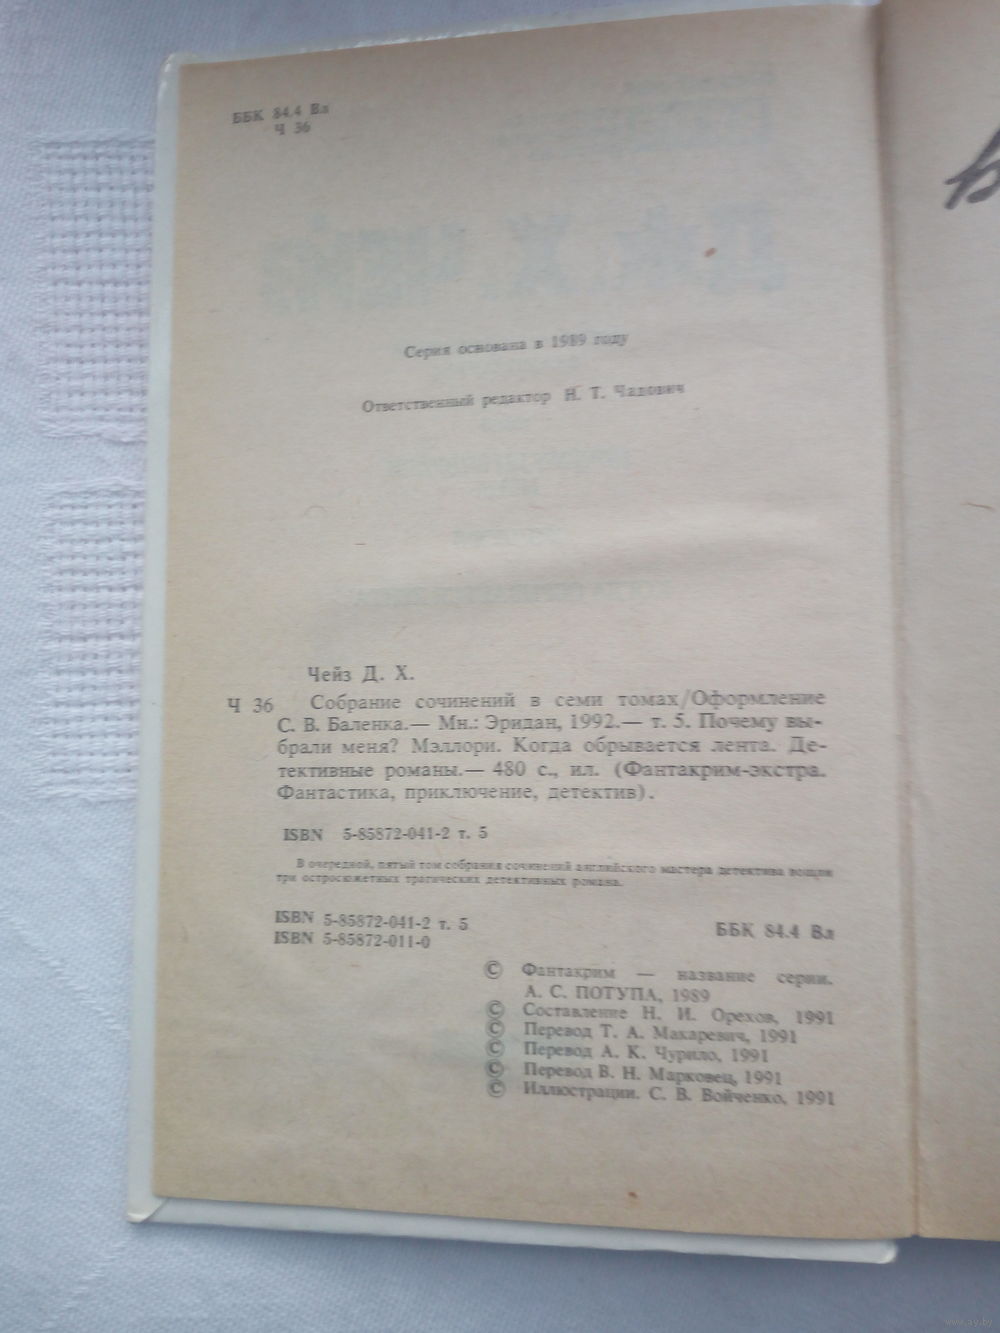 ББК 84.4 Вл
Ч 36
Серия основана в 1989 году
Ответственный редактор Н. Т. Чадович
Чейз Д. Х.
Ч 36 Собрание сочинений в семи томах/Оформление
С. В. Баленка.— Мн.: Эридан, 1992.— т. 5. Почему вы-
брали меня? Мэллори. Когда обрывается лента. Де-
тективные романы.— 480 с., ил. (Фантакрим-экстра.
Фантастика, приключение, детектив).
ISBN 5-85872-041-2 т. 5
В очередной, пятый том собрания сочинений английского мастера детектива вошли
три остросюжетных трагических детективных романа.
ISBN 5-85872-041-2 т. 5
ISBN 5-85872-011-0
ББК 84.4 Вл
© Фантакрим — название серии.
А. С. ПОТУПА, 1989
© Составление Н. И. Орехов, 1991
© Перевод Т. А. Макаревич, 1991
© Перевод А. К. Чурило, 1991
© Перевод В. Н. Марковец, 1991
© Иллюстрации. С. В. Войченко, 1991
www.ay.by